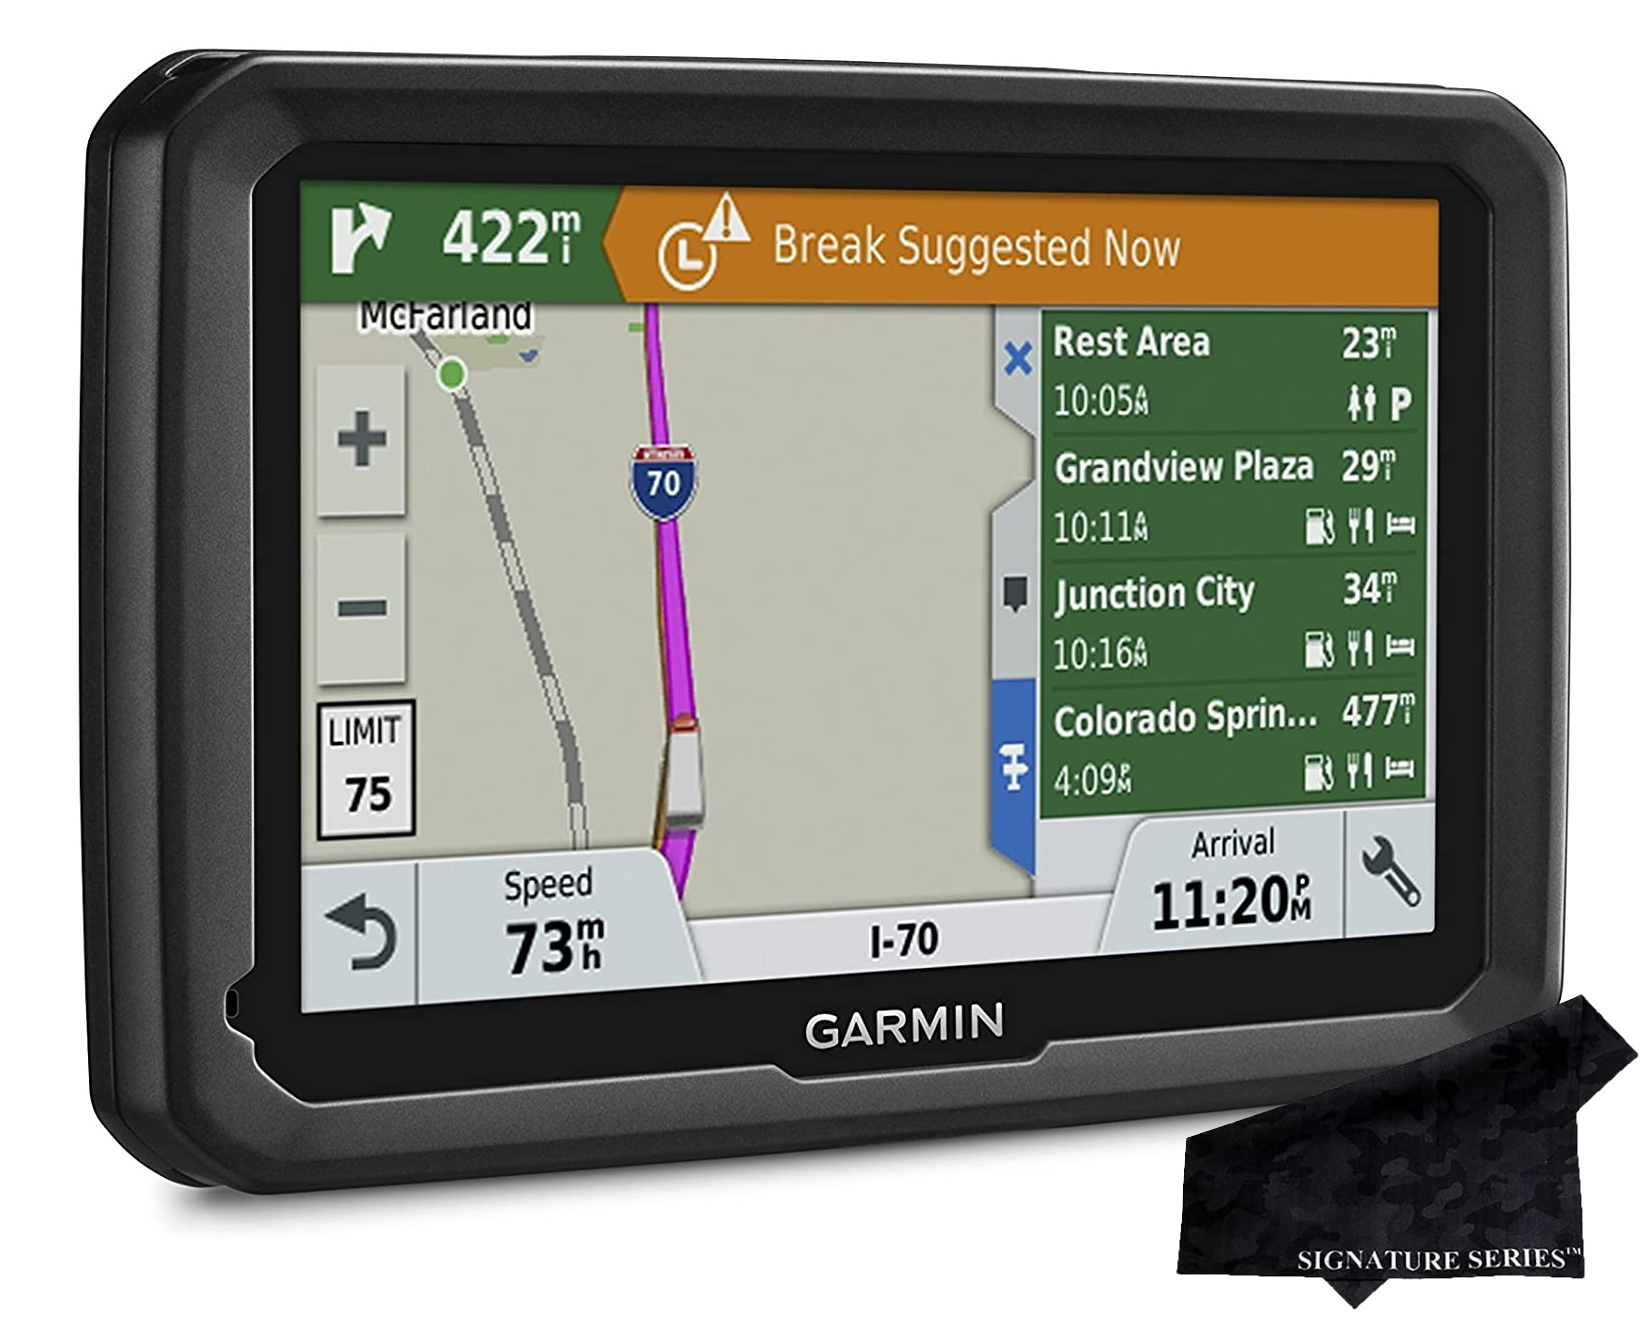 422mi
Break Suggested Now
McFarland
70
LIMIT
75
Rest Area 23mi
10:05AM P
Grandview Plaza 29mi
10:11AM
Junction City 34mi
10:16AM
Colorado Sprin... 477mi
4:09PM
Speed
73mh
I-70
Arrival
11:20PM
GARMIN
SIGNATURE SERIES™